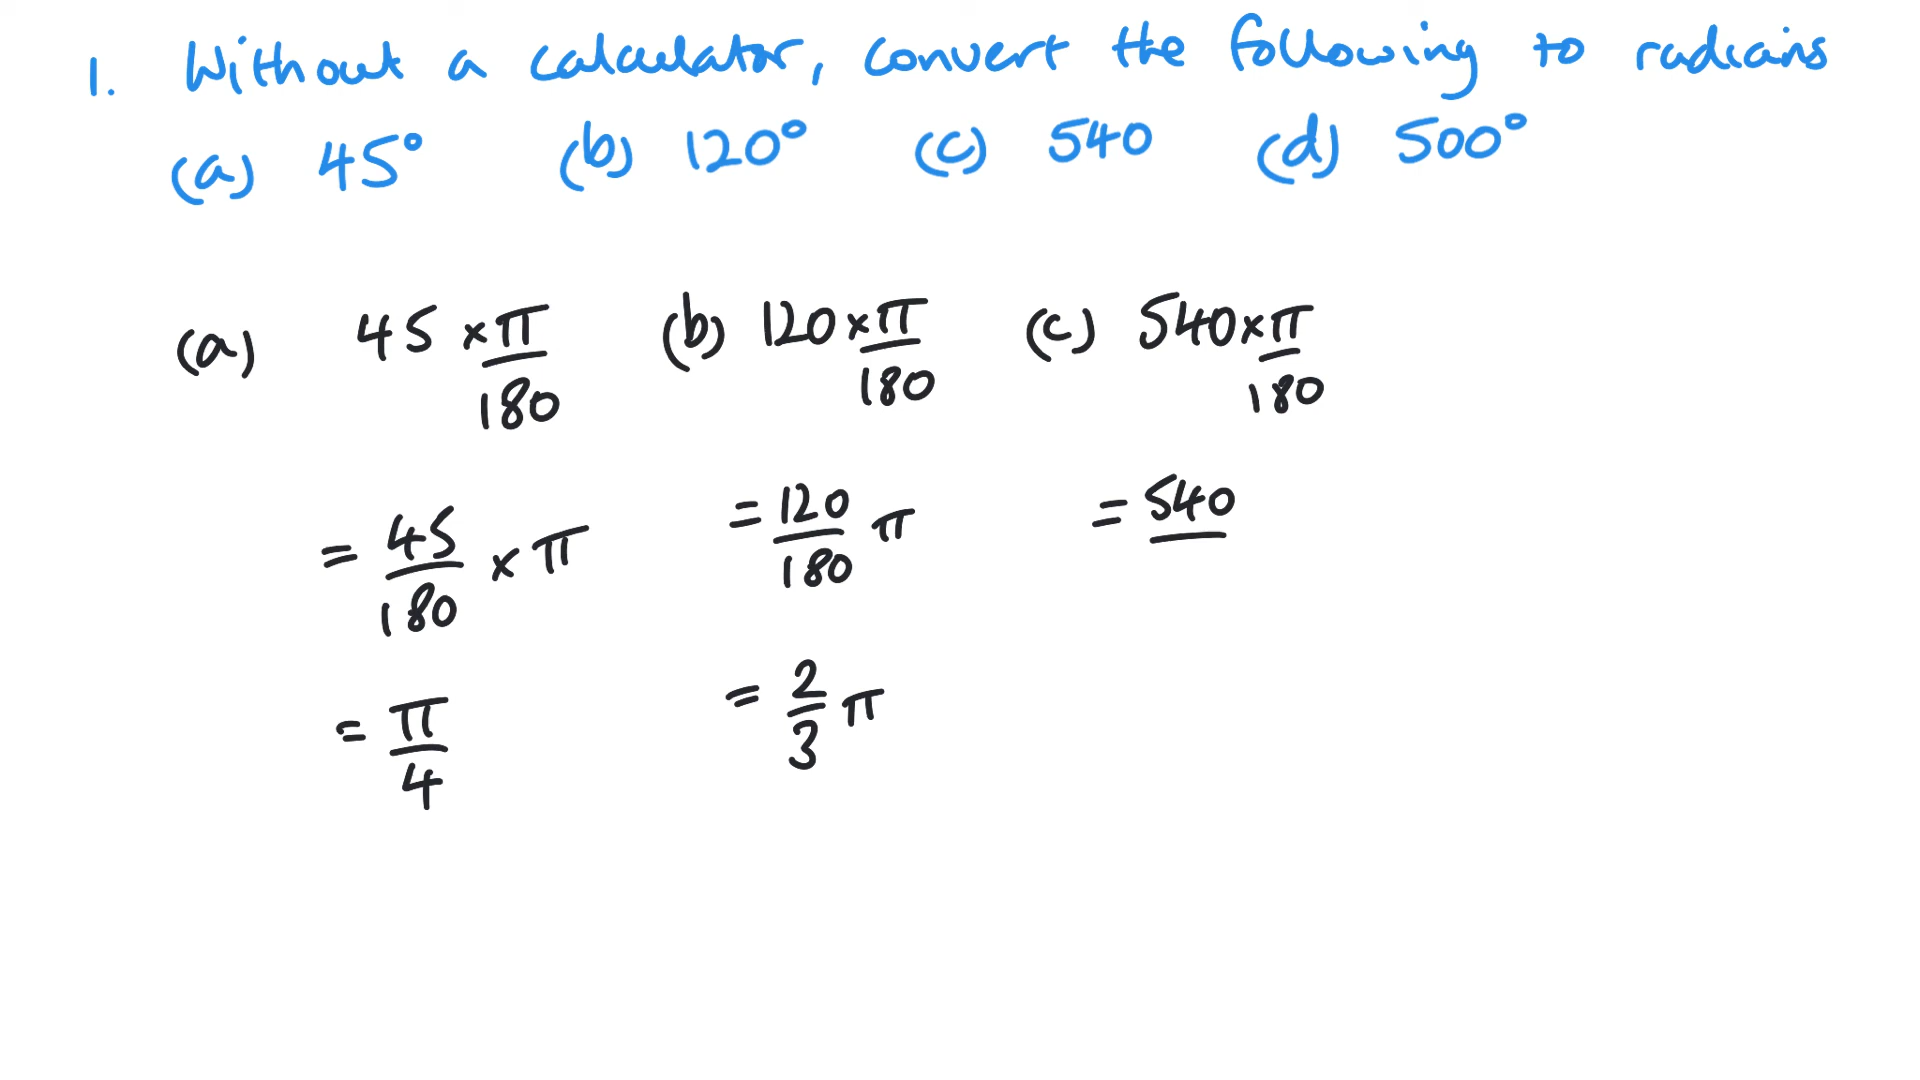 1. Without a calculator, convert the following to radians
(a) 45° (b) 120° (c) 540 (d) 500°
(a) 45 × π/180 (b) 120 × π/180 (c) 540 × π/180
= 45/180 × π = 120/180 π = 540
= π/4 = 2/3 π